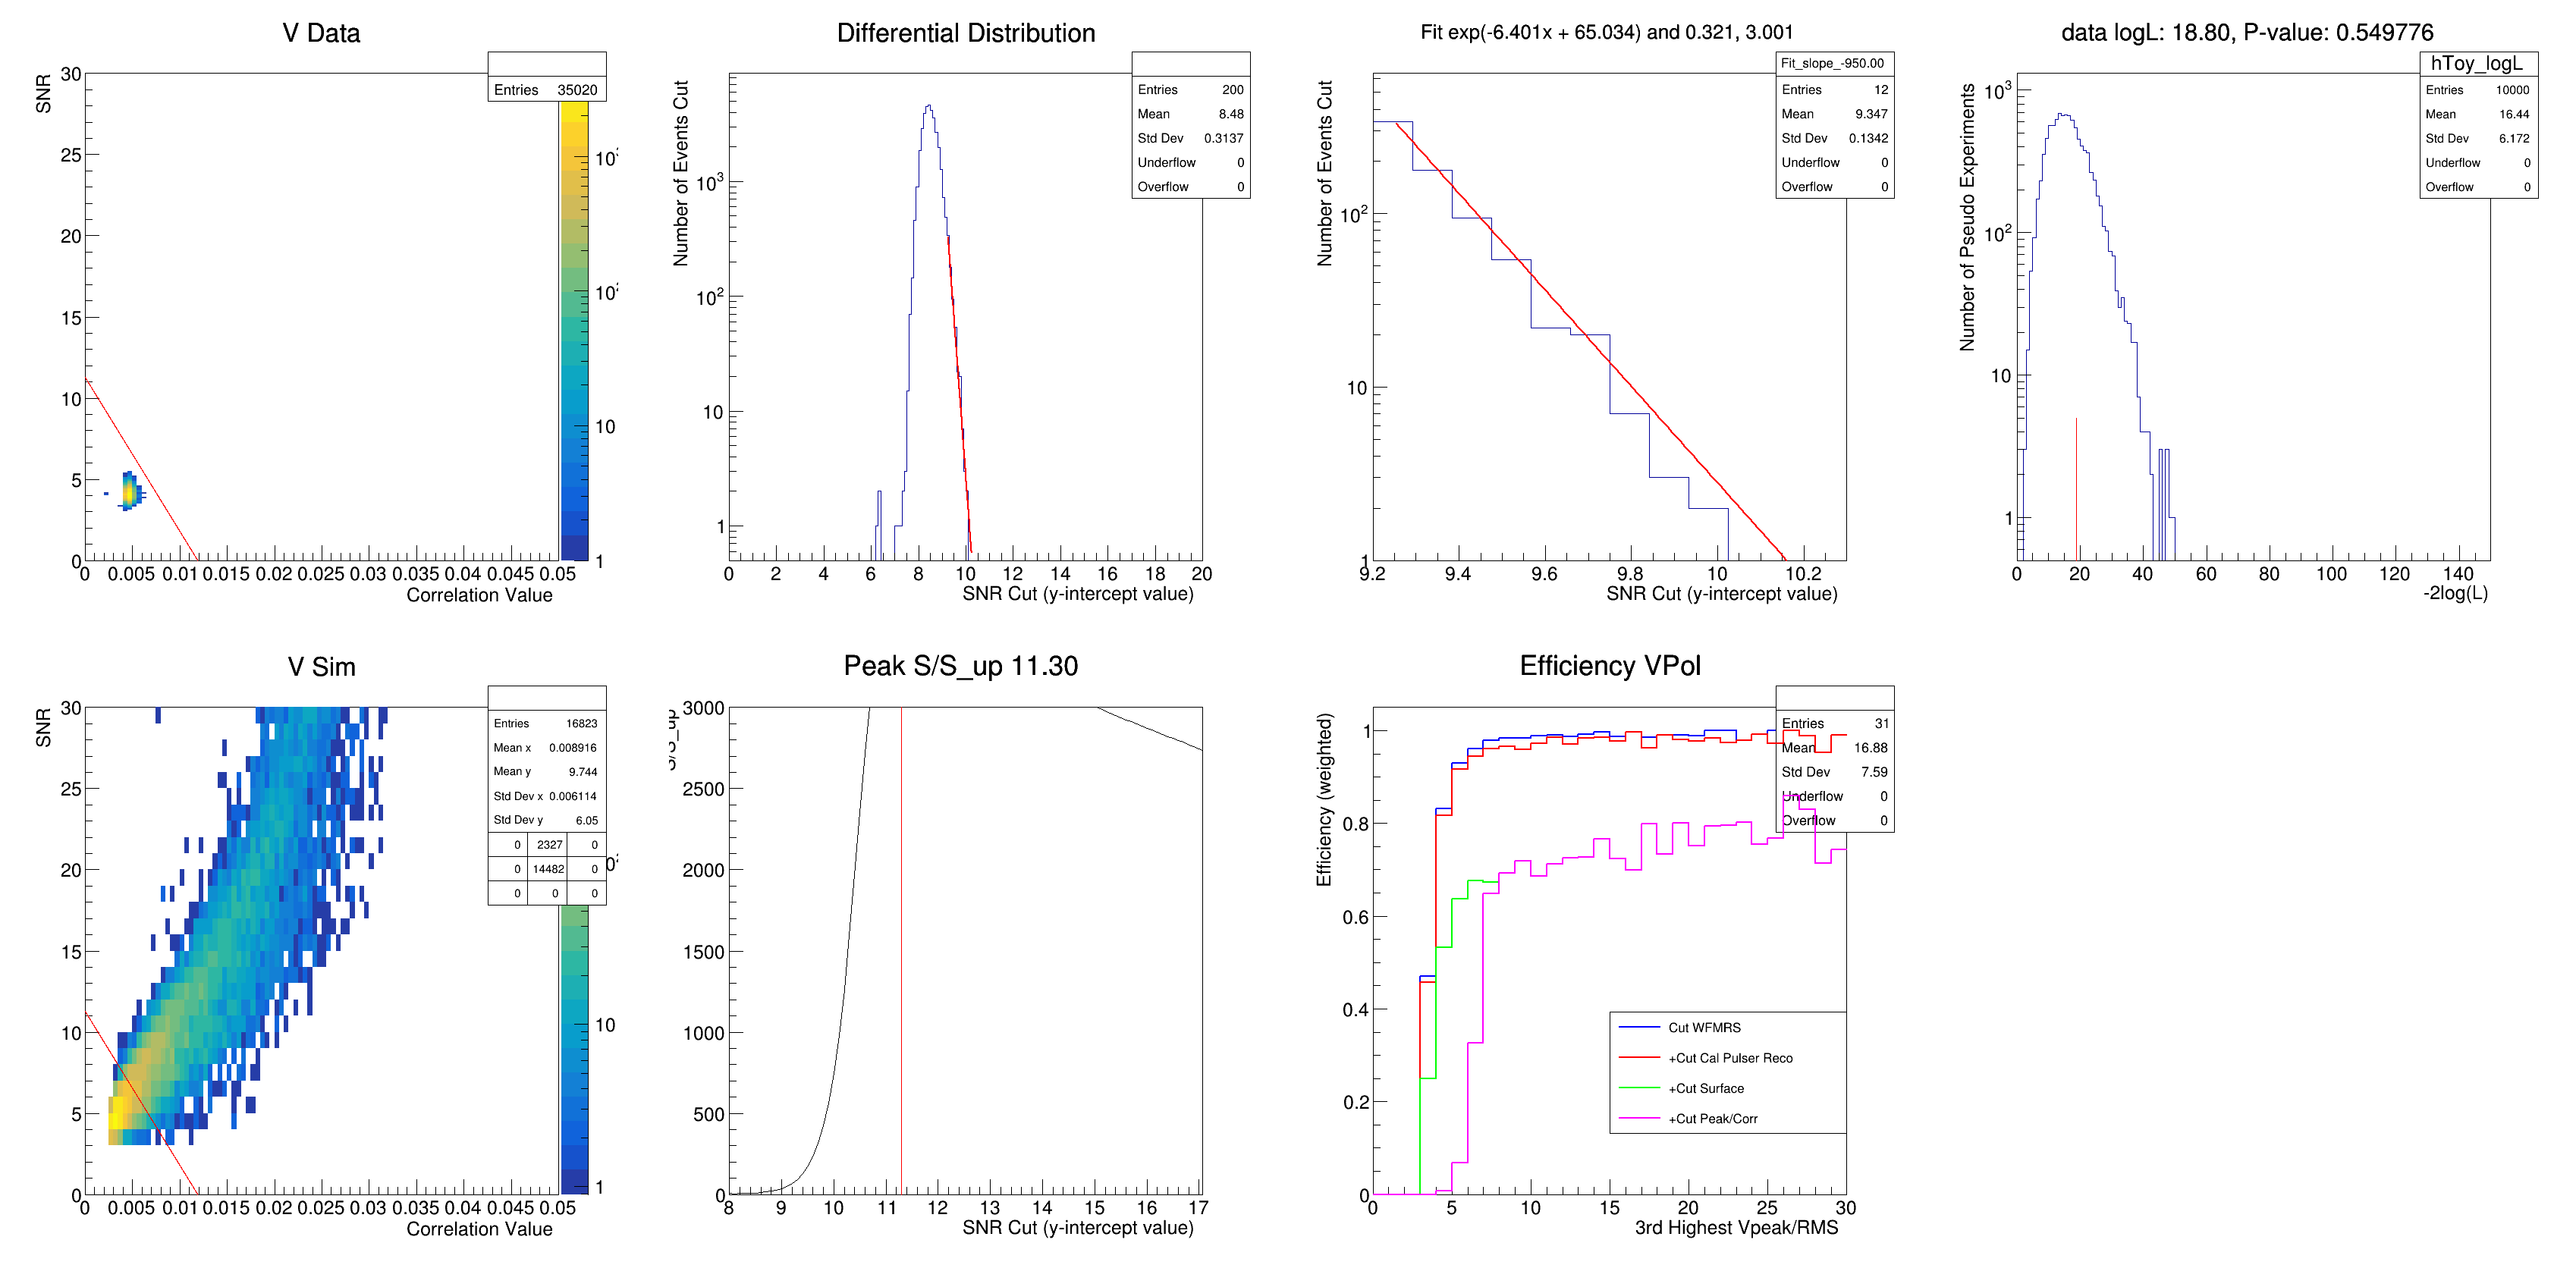 V Data
SNR
30
25
20
15
10
5
0
0 0.005 0.01 0.015 0.02 0.025 0.03 0.035 0.04 0.045 0.05
Correlation Value
Entries 35020
10
10²
10
1
Differential Distribution
Number of Events Cut
10³
10²
10
1
0 2 4 6 8 10 12 14 16 18 20
SNR Cut (y-intercept value)
Entries 200
Mean 8.48
Std Dev 0.3137
Underflow 0
Overflow 0
Fit exp(-6.401x + 65.034) and 0.321, 3.001
Number of Events Cut
10²
10
1
9.2 9.4 9.6 9.8 10 10.2
SNR Cut (y-intercept value)
Fit_slope_-950.00
Entries 12
Mean 9.347
Std Dev 0.1342
Underflow 0
Overflow 0
data logL: 18.80, P-value: 0.549776
Number of Pseudo Experiments
10³
10²
10
1
0 20 40 60 80 100 120 140
-2log(L)
hToy_logL
Entries 10000
Mean 16.44
Std Dev 6.172
Underflow 0
Overflow 0
V Sim
SNR
30
25
20
15
10
5
0
0 0.005 0.01 0.015 0.02 0.025 0.03 0.035 0.04 0.045 0.05
Correlation Value
Entries 16823
Mean x 0.008916
Mean y 9.744
Std Dev x 0.006114
Std Dev y 6.05
0 2327 0
0 14482 0
0 0 0
10
1
Peak S/S_up 11.30
S/S_up
3000
2500
2000
1500
1000
500
0
8 9 10 11 12 13 14 15 16 17
SNR Cut (y-intercept value)
Efficiency VPol
Efficiency (weighted)
1
0.8
0.6
0.4
0.2
0
0 5 10 15 20 25 30
3rd Highest Vpeak/RMS
Entries 31
Mean 16.88
Std Dev 7.59
Underflow 0
Overflow 0
Cut WFMRS
+Cut Cal Pulser Reco
+Cut Surface
+Cut Peak/Corr